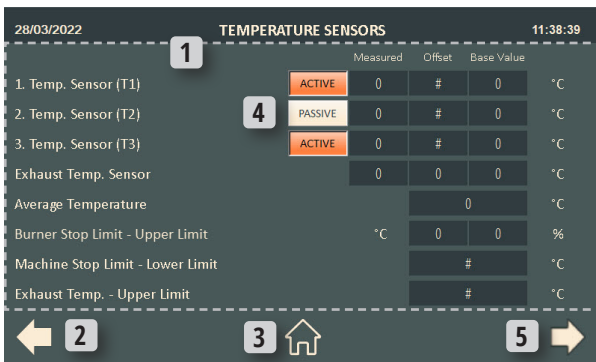 28/03/2022 TEMPERATURE SENSORS 11:38:39
1
Measured Offset Base Value
1. Temp. Sensor (T1) ACTIVE 0 # 0 °C
2. Temp. Sensor (T2) 4 PASSIVE 0 # 0 °C
3. Temp. Sensor (T3) ACTIVE 0 # 0 °C
Exhaust Temp. Sensor 0 0 0 °C
Average Temperature 0 °C
Burner Stop Limit - Upper Limit °C 0 0 %
Machine Stop Limit - Lower Limit # °C
Exhaust Temp. - Upper Limit # °C
2 3 5